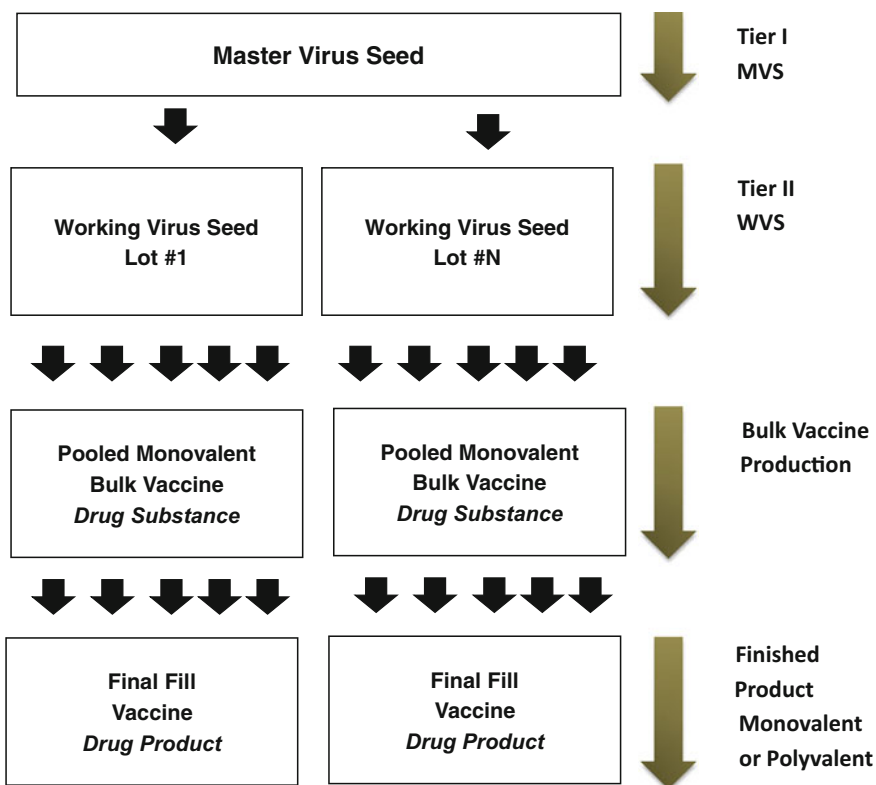 Master Virus Seed
Tier I
MVS
Working Virus Seed
Lot #1
Working Virus Seed
Lot #N
Tier II
WVS
Pooled Monovalent
Bulk Vaccine
Drug Substance
Pooled Monovalent
Bulk Vaccine
Drug Substance
Bulk Vaccine
Production
Final Fill
Vaccine
Drug Product
Final Fill
Vaccine
Drug Product
Finished
Product
Monovalent
or Polyvalent